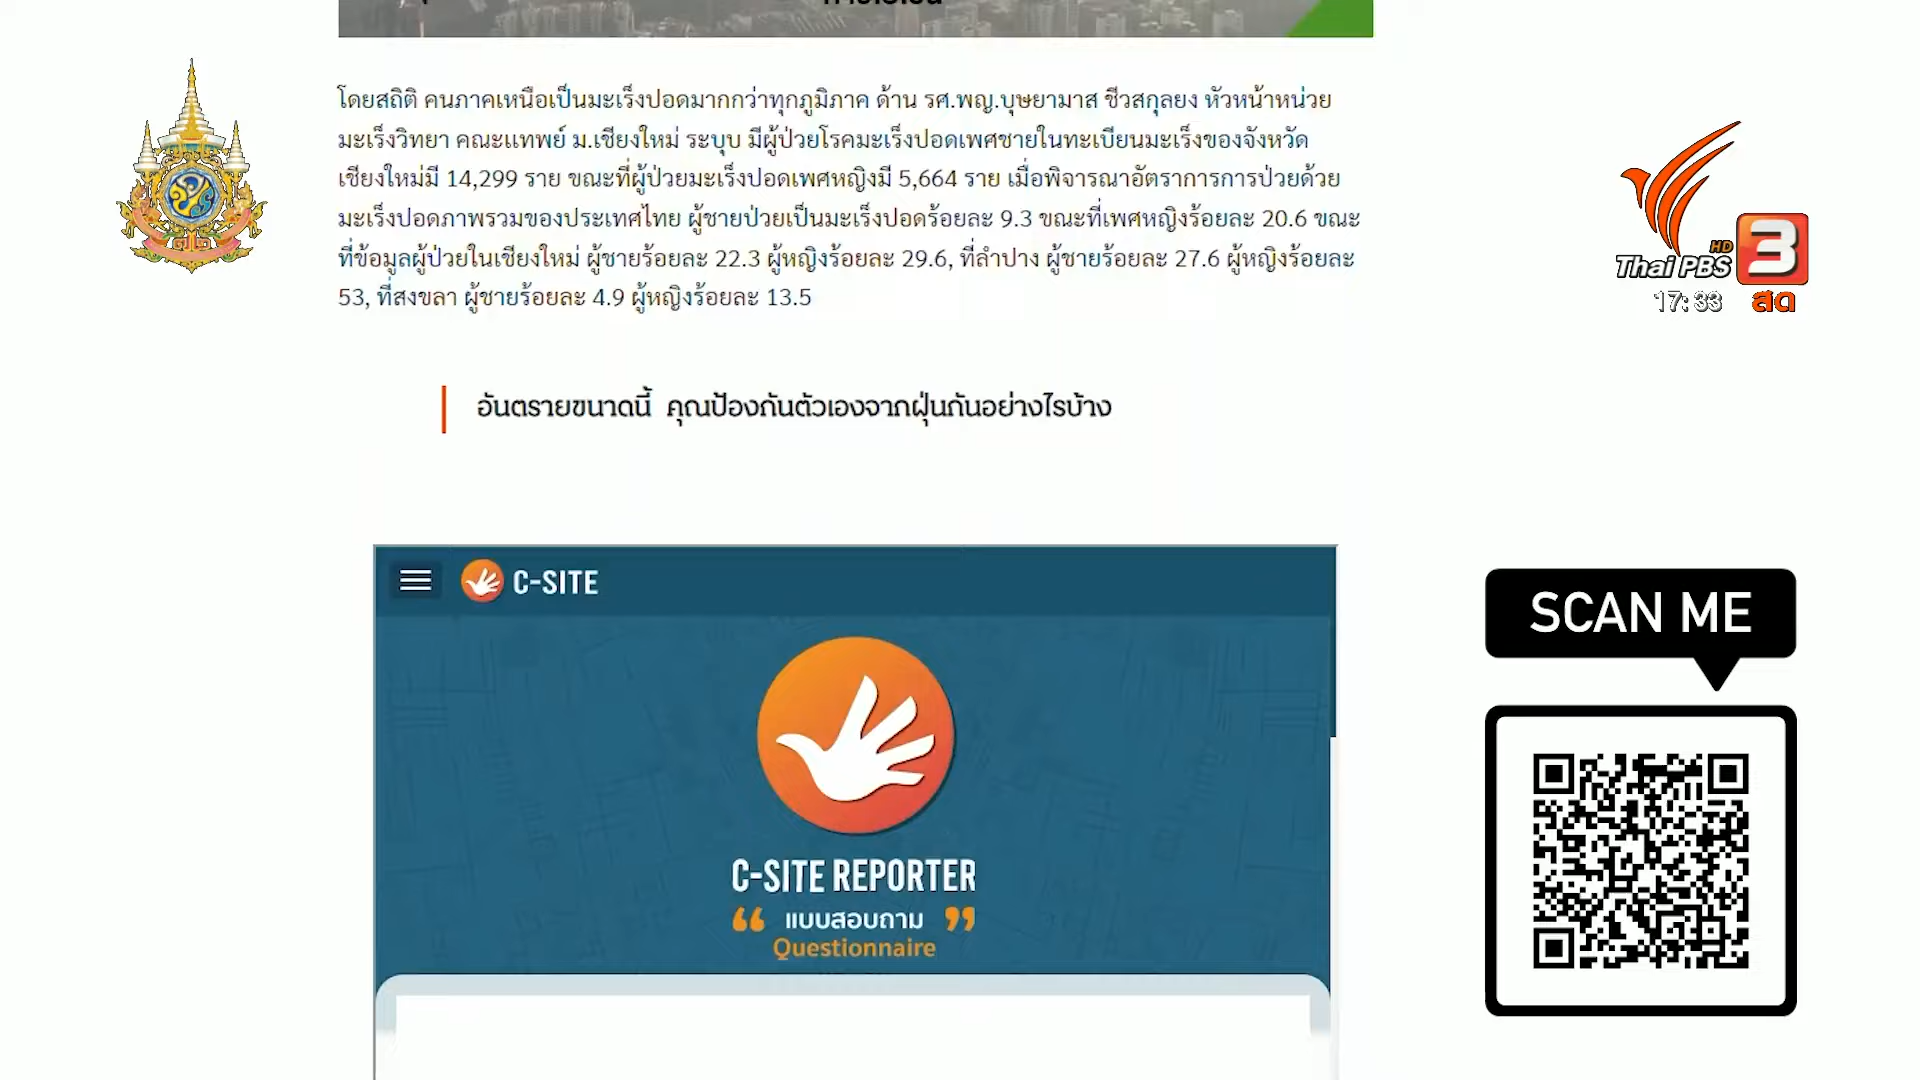 โดยสถิติ คนภาคเหนือเป็นมะเร็งปอดมากกว่าทุกภูมิภาค ด้าน รศ.พญ.บุษยามาส ชีวสกุลยง หัวหน้าหน่วย
มะเร็งวิทยา คณะแทพย์ ม.เชียงใหม่ ระบุบ มีผู้ป่วยโรคมะเร็งปอดเพศชายในทะเบียนมะเร็งของจังหวัด
เชียงใหม่มี 14,299 ราย ขณะที่ผู้ป่วยมะเร็งปอดเพศหญิงมี 5,664 ราย เมื่อพิจารณาอัตราการการป่วยด้วย
มะเร็งปอดภาพรวมของประเทศไทย ผู้ชายป่วยเป็นมะเร็งปอดร้อยละ 9.3 ขณะที่เพศหญิงร้อยละ 20.6 ขณะ
ที่ข้อมูลผู้ป่วยในเชียงใหม่ ผู้ชายร้อยละ 22.3 ผู้หญิงร้อยละ 29.6, ที่ลำปาง ผู้ชายร้อยละ 27.6 ผู้หญิงร้อยละ
53, ที่สงขลา ผู้ชายร้อยละ 4.9 ผู้หญิงร้อยละ 13.5
HD
Thai PBS 3
17:33 สด
อันตรายขนาดนี้ คุณป้องกันตัวเองจากฝุ่นกันอย่างไรบ้าง
C-SITE
C-SITE REPORTER
“ แบบสอบถาม ”
Questionnaire
SCAN ME